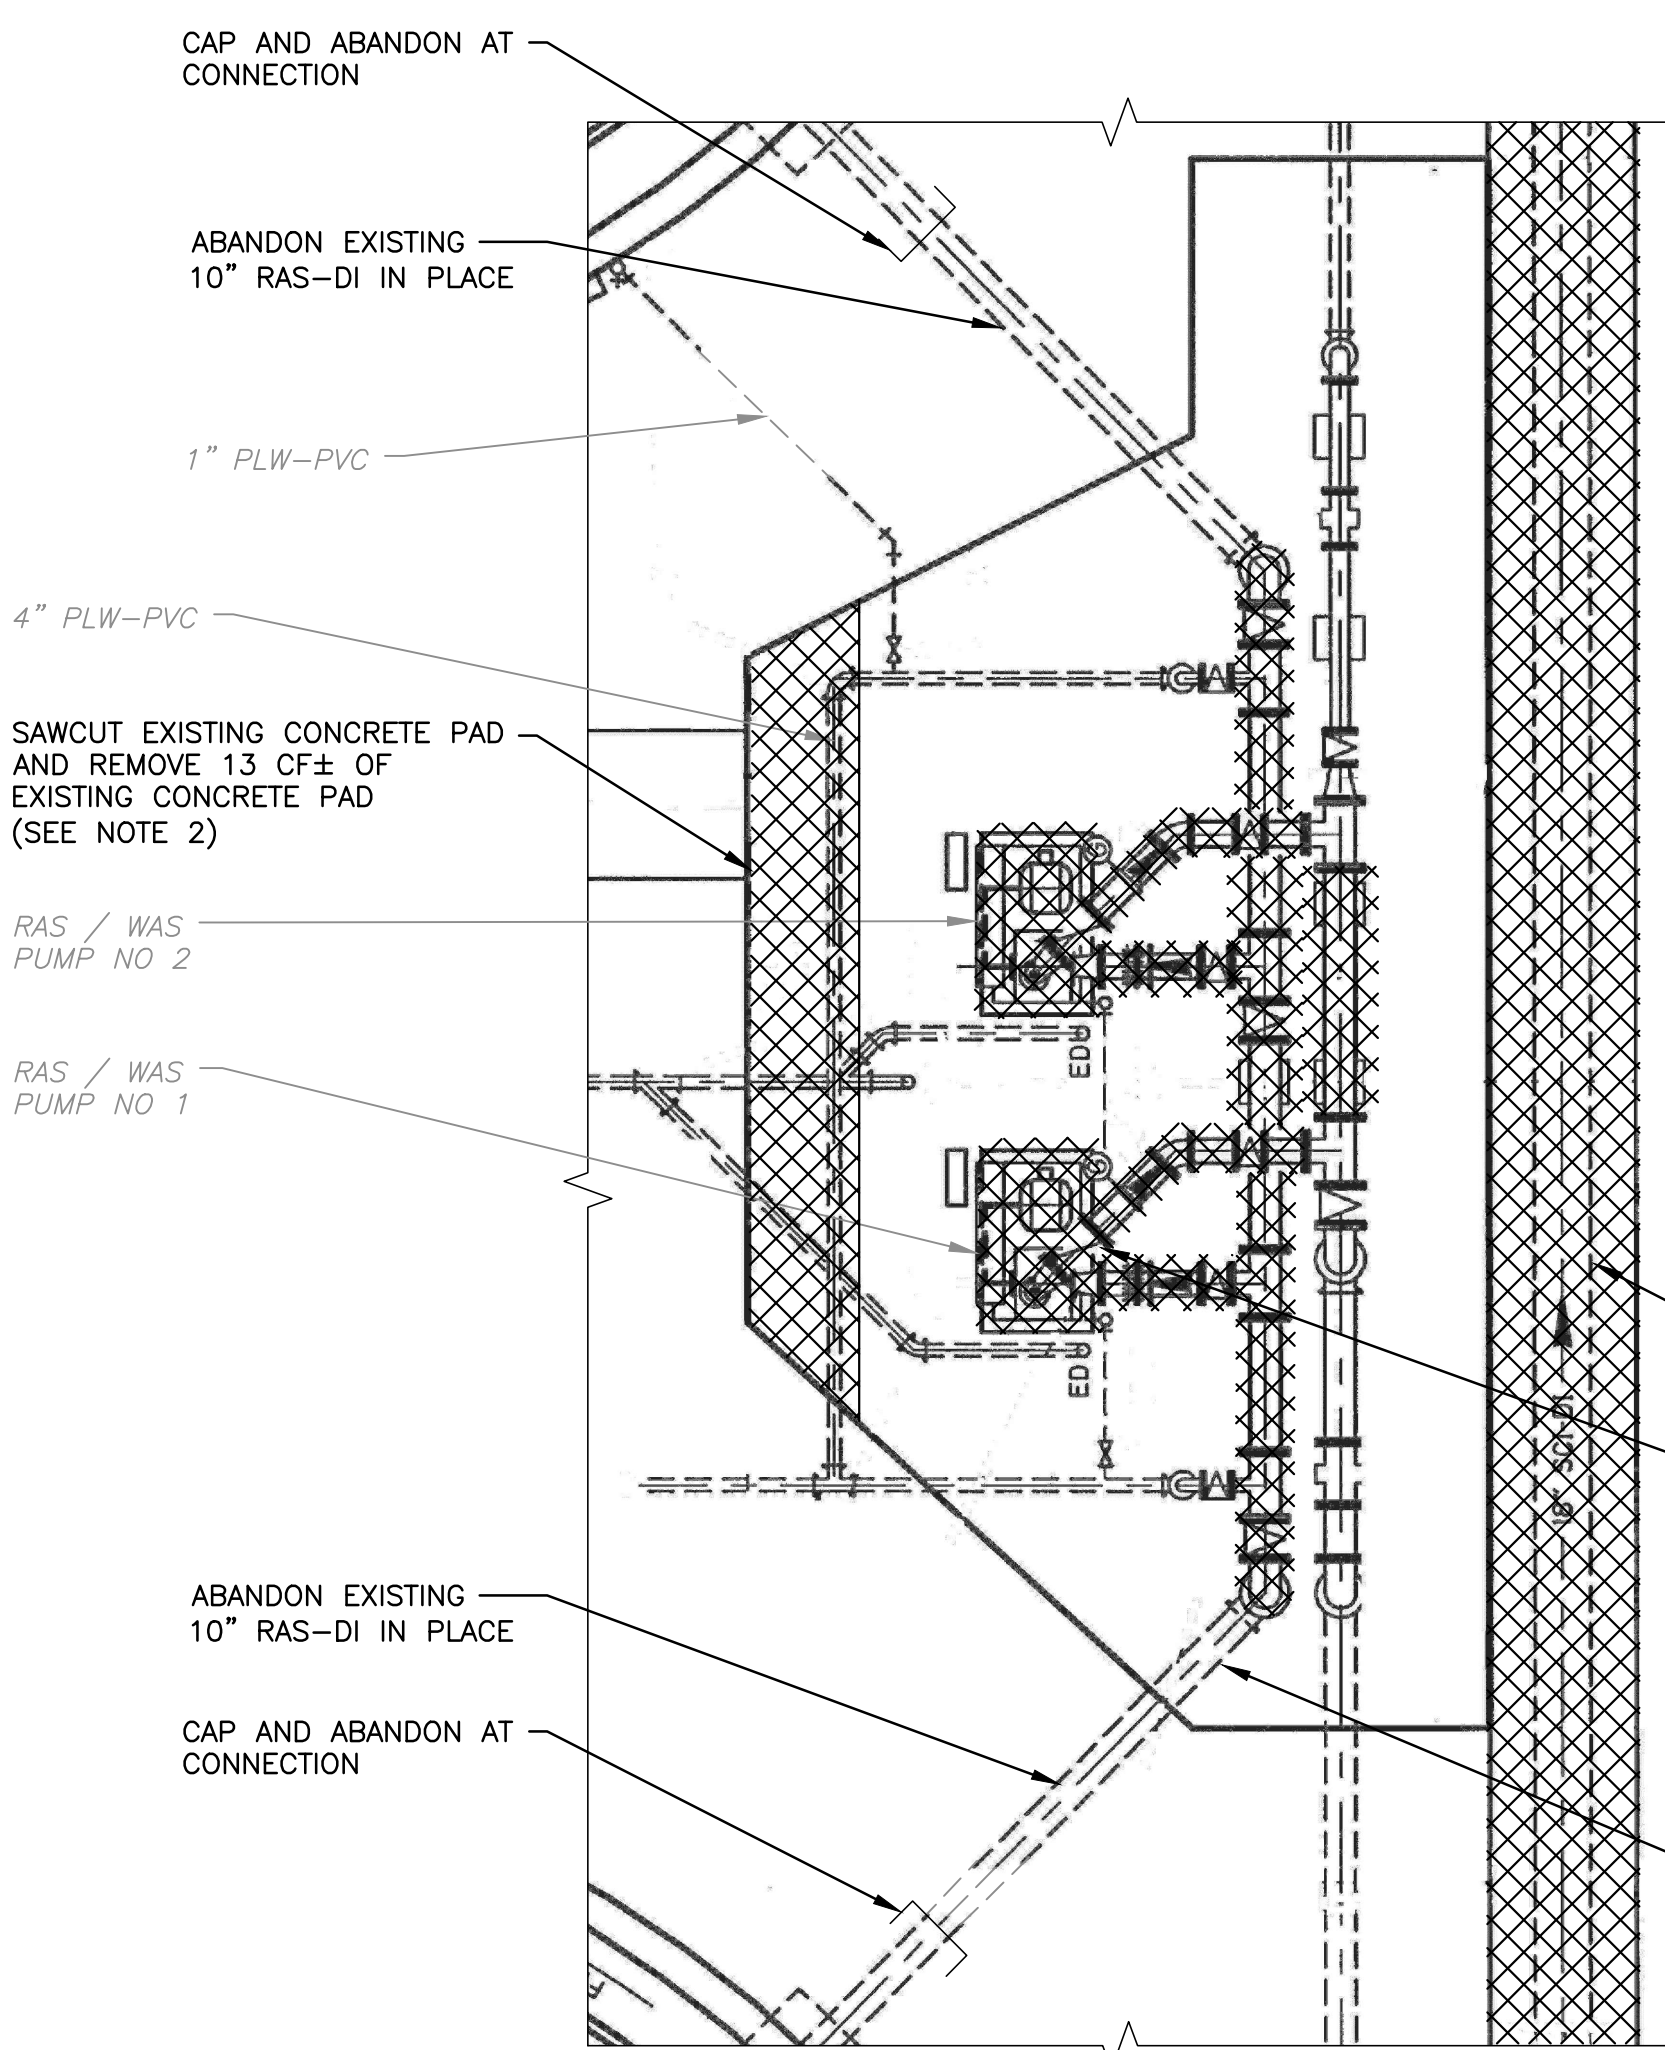 CAP AND ABANDON AT
CONNECTION
ABANDON EXISTING
10" RAS-DI IN PLACE
1" PLW-PVC
4" PLW-PVC
SAWCUT EXISTING CONCRETE PAD
AND REMOVE 13 CF± OF
EXISTING CONCRETE PAD
(SEE NOTE 2)
RAS / WAS
PUMP NO 2
RAS / WAS
PUMP NO 1
ED
ED
18" SCI-DI
ABANDON EXISTING
10" RAS-DI IN PLACE
CAP AND ABANDON AT
CONNECTION